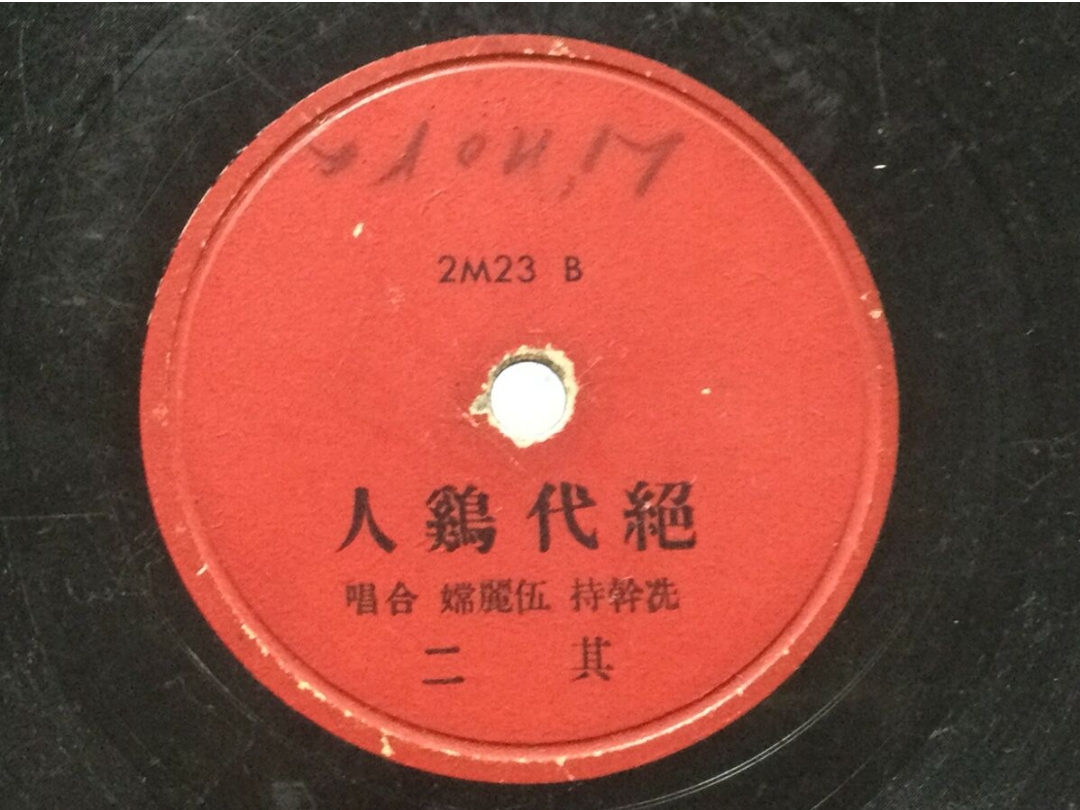 2M23 B
絕代鷄人
冼幹持 伍麗嫦 合唱
其二